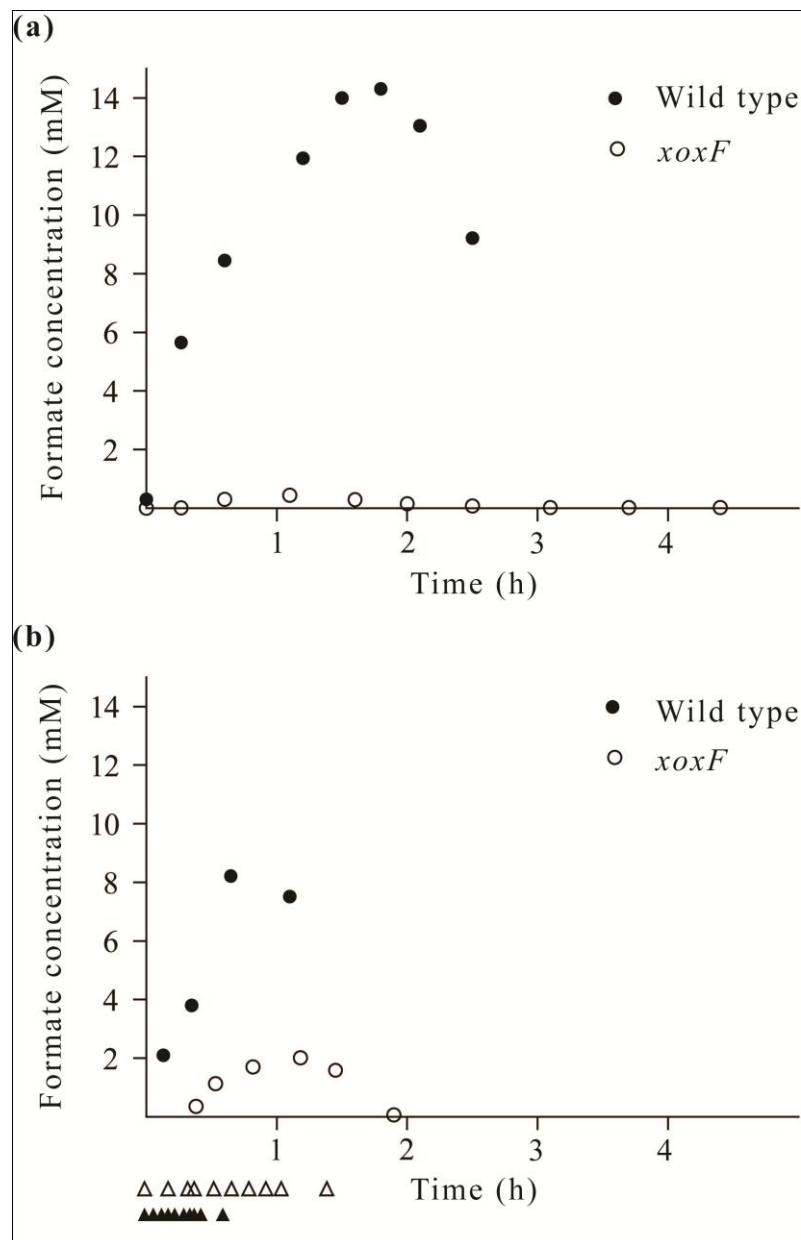 (a)
Formate concentration (mM)
14
12
10
8
6
4
2
1 2 3 4
Time (h)
Wild type
xoxF
(b)
Formate concentration (mM)
14
12
10
8
6
4
2
1 2 3 4
Time (h)
Wild type
xoxF